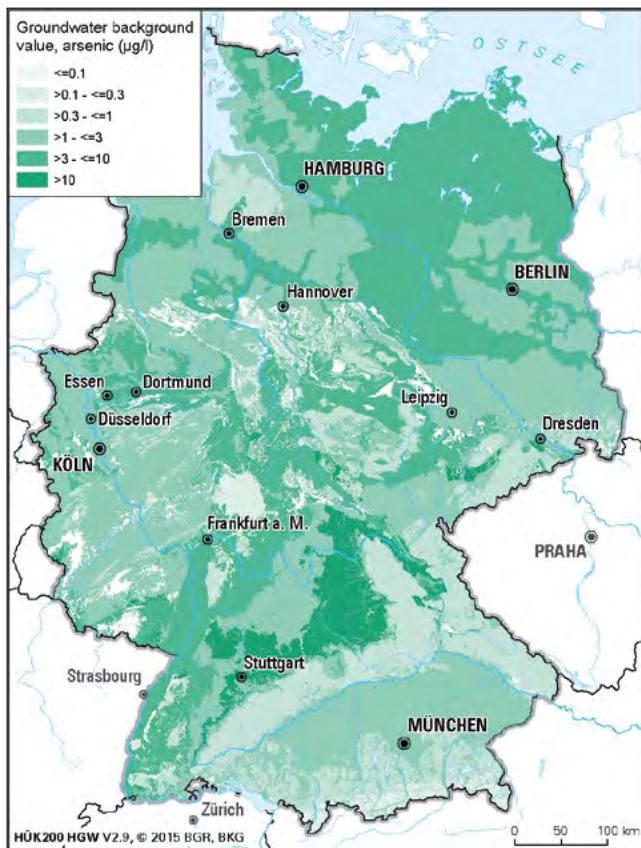 Groundwater background
value, arsenic (µg/l)
<=0.1
>0.1 - <=0.3
>0.3 - <=1
>1 - <=3
>3 - <=10
>10
OSTSEE
HAMBURG
Bremen
BERLIN
Hannover
Essen
Dortmund
Leipzig
Düsseldorf
Dresden
KÖLN
Frankfurt a. M.
PRAHA
Stuttgart
Strasbourg
MÜNCHEN
Zürich
HÜK200 HGW V2.9, © 2015 BGR, BKG
0 50 100 km